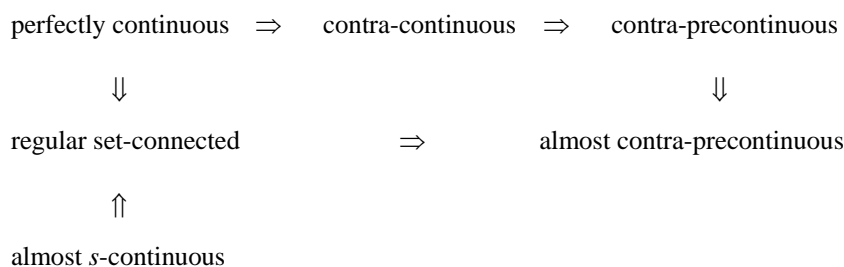 perfectly continuous ⇒ contra-continuous ⇒ contra-precontinuous
⇓ ⇓
regular set-connected ⇒ almost contra-precontinuous
⇑
almost s-continuous